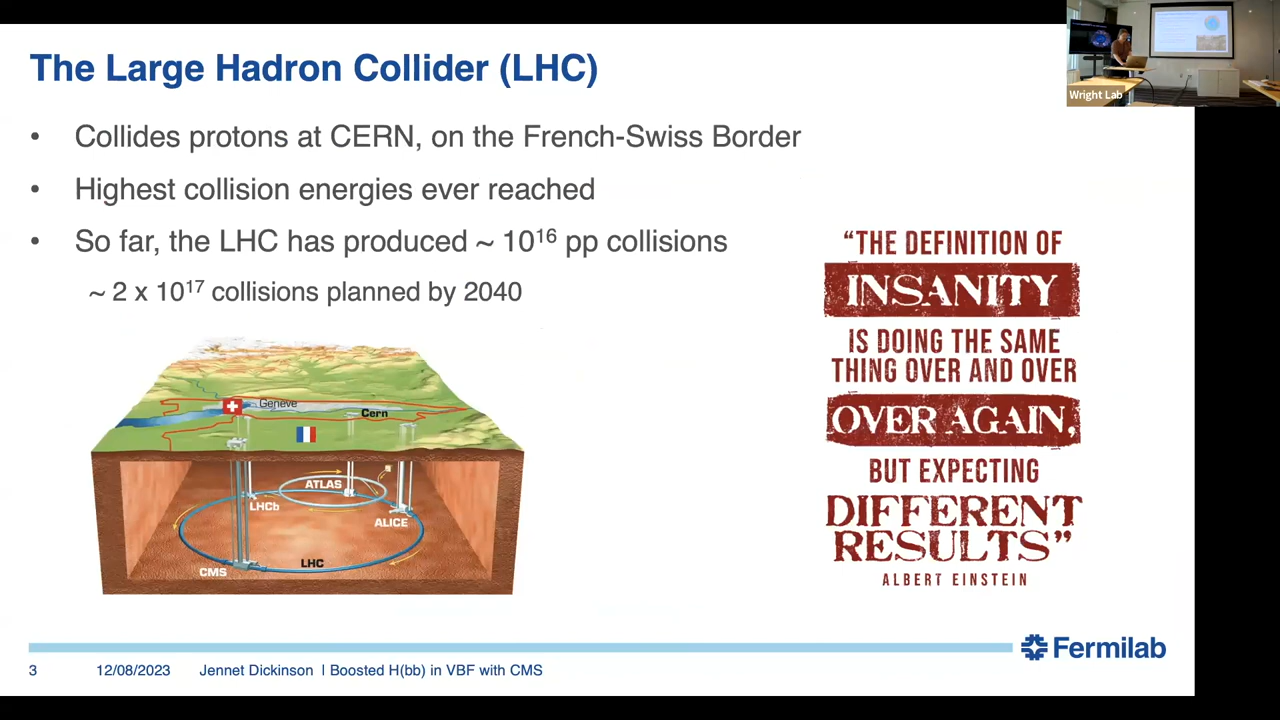 The Large Hadron Collider (LHC)
• Collides protons at CERN, on the French-Swiss Border
• Highest collision energies ever reached
• So far, the LHC has produced ~ 10¹⁶ pp collisions
~ 2 x 10¹⁷ collisions planned by 2040
Genève
Cern
ATLAS
LHCb
ALICE
CMS
LHC
“THE DEFINITION OF
INSANITY
IS DOING THE SAME
THING OVER AND OVER
OVER AGAIN,
BUT EXPECTING
DIFFERENT
RESULTS”
ALBERT EINSTEIN
Fermilab
3 12/08/2023 Jennet Dickinson | Boosted H(bb) in VBF with CMS
Wright Lab